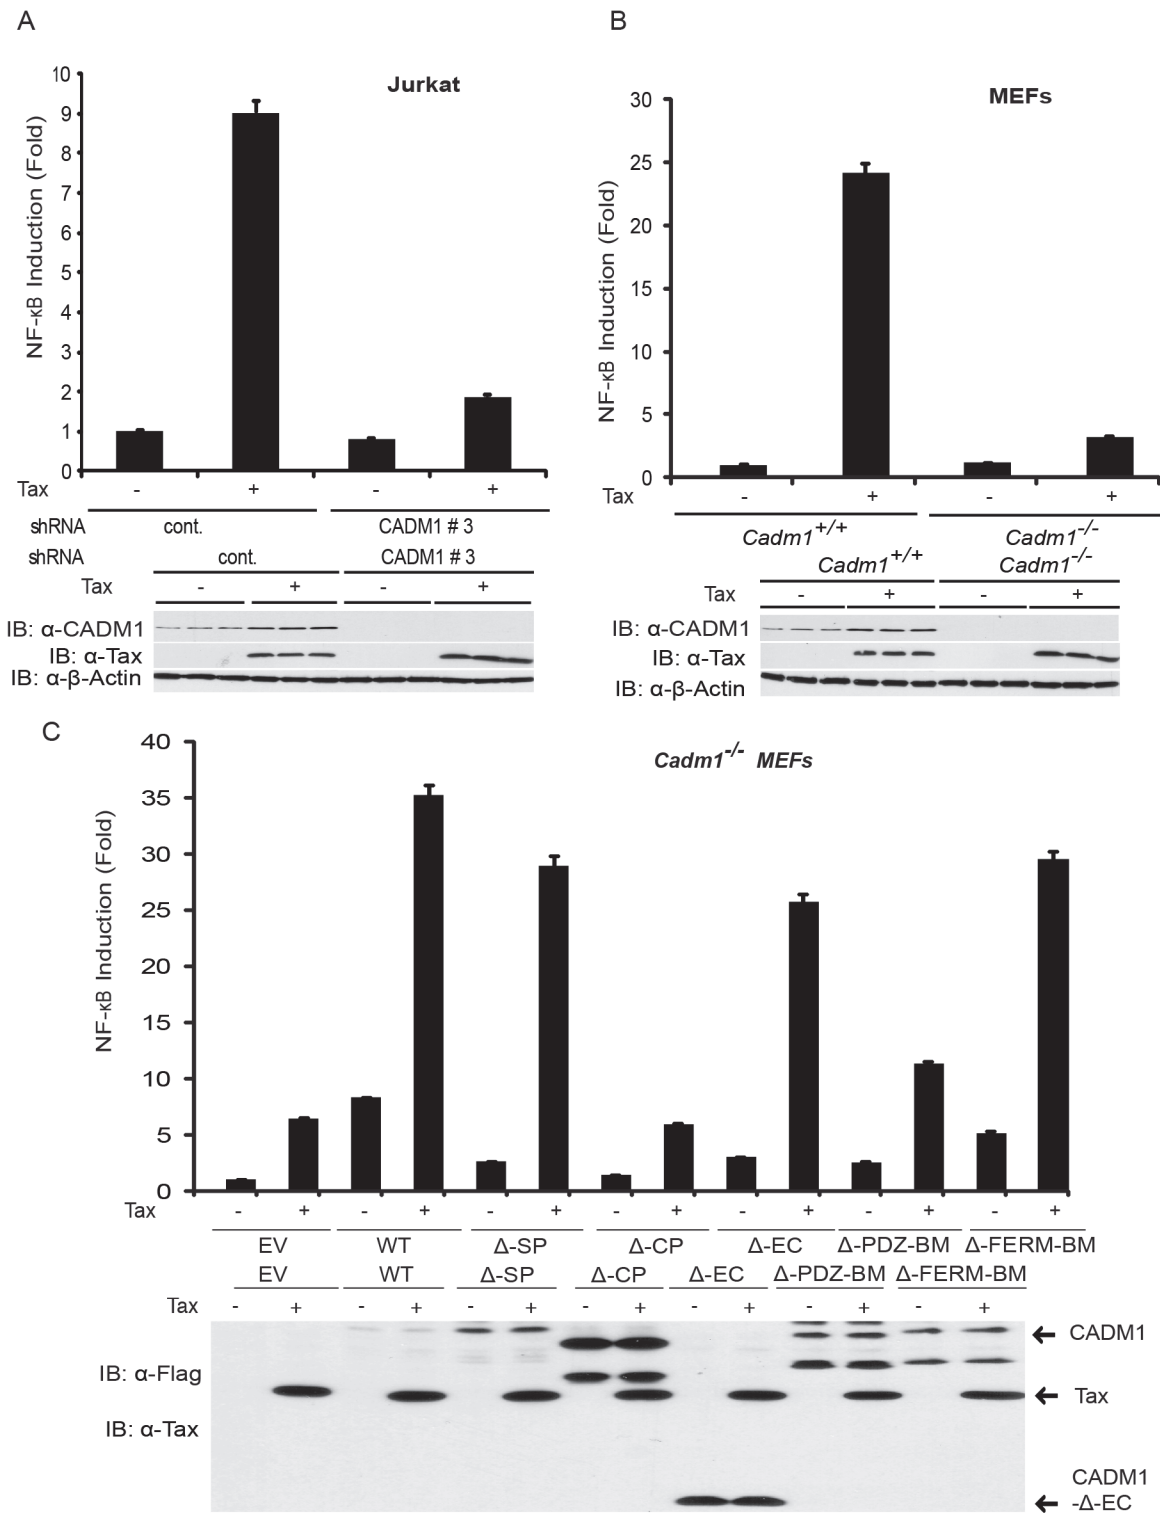 A
Jurkat
NF-κB Induction (Fold)
10
9
8
7
6
5
4
3
2
1
0
Tax - + - +
shRNA cont. CADM1 # 3
shRNA cont. CADM1 # 3
Tax - + - +
IB: α-CADM1
IB: α-Tax
IB: α-β-Actin
B
MEFs
NF-κB Induction (Fold)
30
25
20
15
10
5
0
Tax - + - +
Cadm1+/+ Cadm1-/-
Cadm1+/+ Cadm1-/-
Tax - + - +
IB: α-CADM1
IB: α-Tax
IB: α-β-Actin
C
Cadm1-/- MEFs
NF-κB Induction (Fold)
40
35
30
25
20
15
10
5
0
Tax - + - + - + - + - + - + - +
EV WT Δ-SP Δ-CP Δ-EC Δ-PDZ-BM Δ-FERM-BM
EV WT Δ-SP Δ-CP Δ-EC Δ-PDZ-BM Δ-FERM-BM
Tax - + - + - + - + - + - + - +
CADM1
IB: α-Flag
Tax
IB: α-Tax
CADM1
-Δ-EC